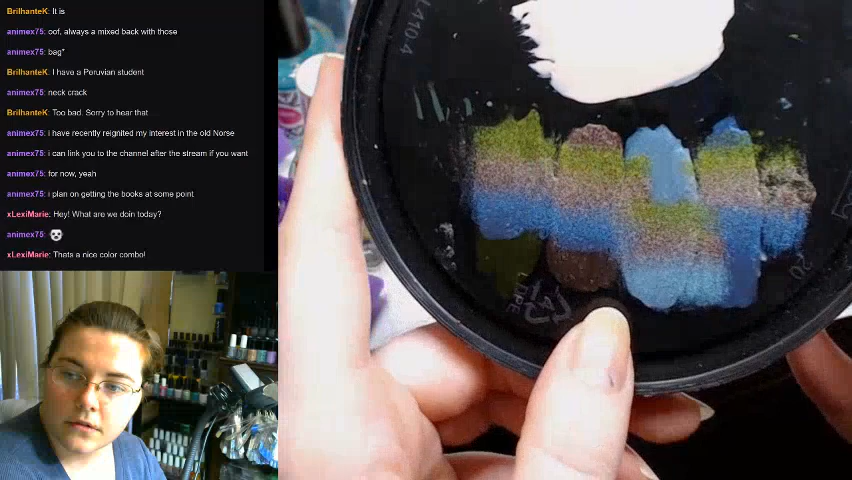 BrilhanteK: It is
animex75: oof, always a mixed back with those
animex75: bag*
BrilhanteK: I have a Peruvian student
animex75: neck crack
BrilhanteK: Too bad. Sorry to hear that
animex75: i have recently reignited my interest in the old Norse
animex75: i can link you to the channel after the stream if you want
animex75: for now, yeah
animex75: i plan on getting the books at some point
xLexiMarie: Hey! What are we doin today?
animex75:
xLexiMarie: Thats a nice color combo!
L4104
LDPE
20